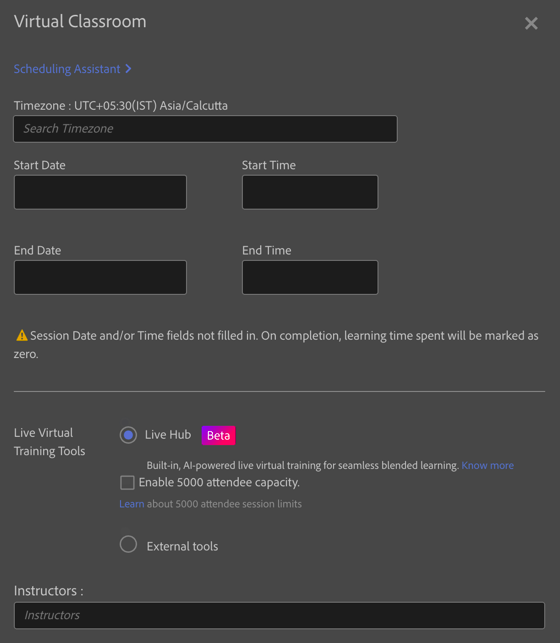 Virtual Classroom
Scheduling Assistant
Timezone : UTC+05:30(IST) Asia/Calcutta
Search Timezone
Start Date
Start Time
End Date
End Time
Session Date and/or Time fields not filled in. On completion, learning time spent will be marked as
zero.
Live Virtual
Training Tools
Live Hub Beta
Built-in, AI-powered live virtual training for seamless blended learning. Know more
Enable 5000 attendee capacity.
Learn about 5000 attendee session limits
External tools
Instructors :
Instructors